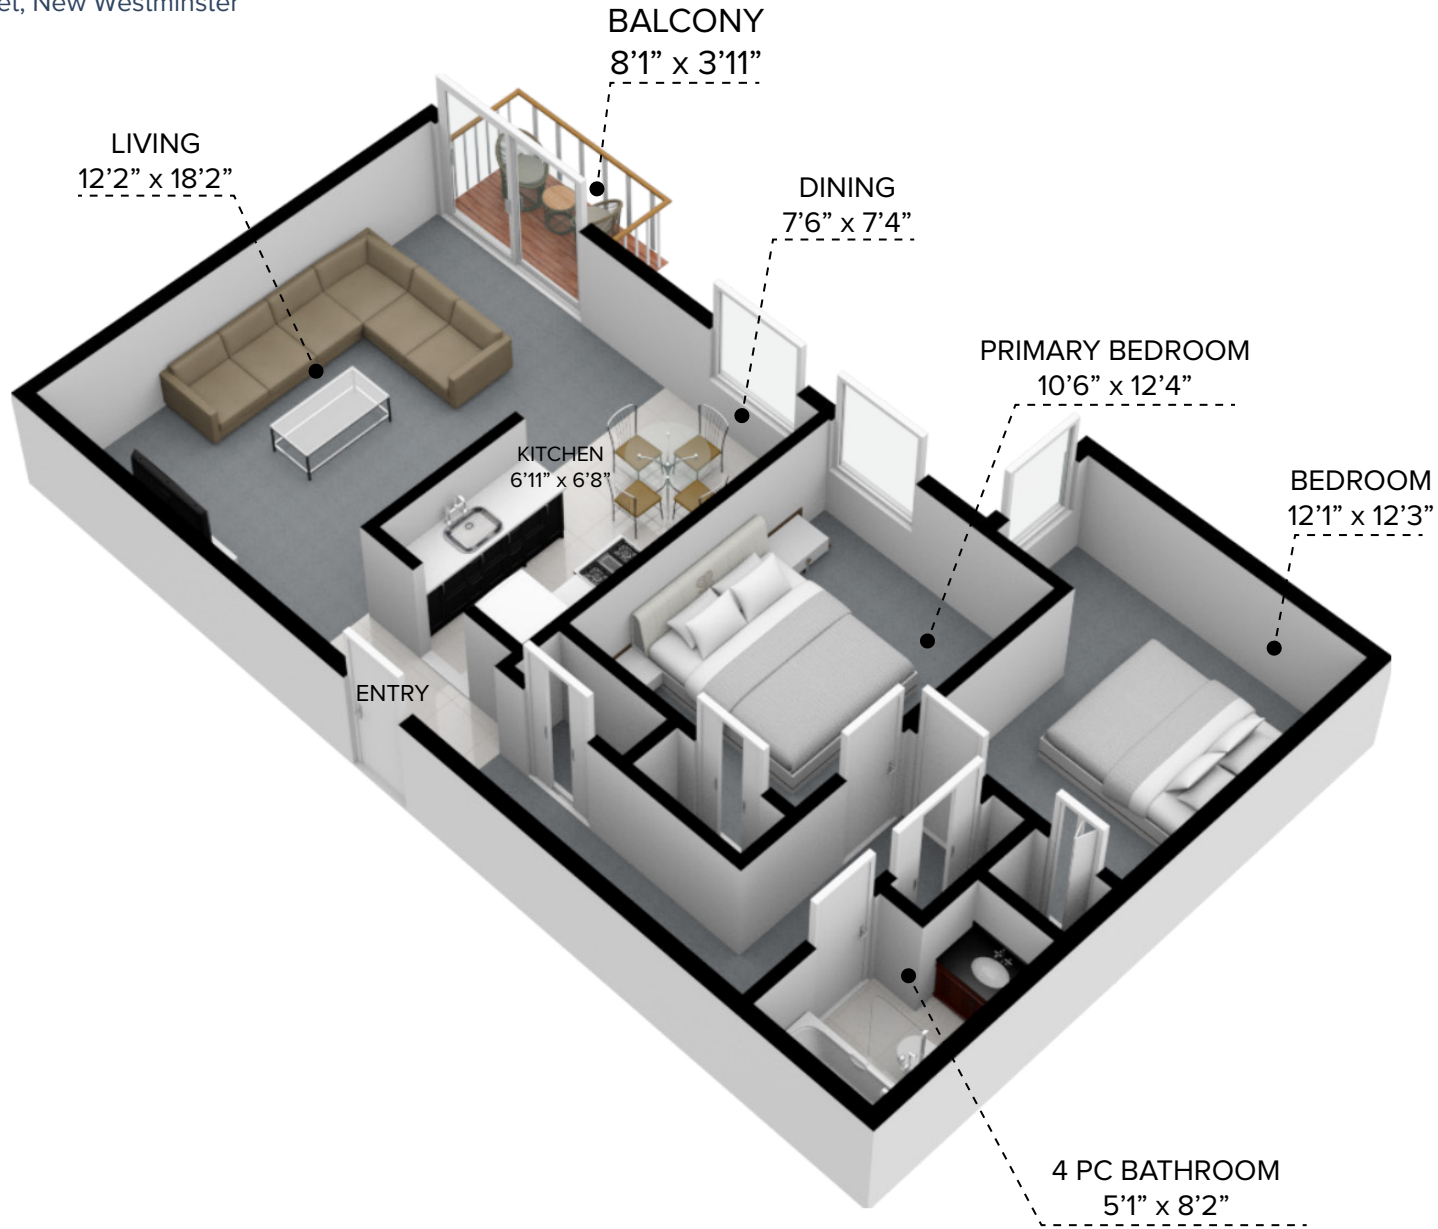 New Westminster
BALCONY
8’1” x 3’11”
LIVING
12’2” x 18’2”
DINING
7’6” x 7’4”
PRIMARY BEDROOM
10’6” x 12’4”
BEDROOM
12’1” x 12’3”
KITCHEN
6’11” x 6’8”
ENTRY
4 PC BATHROOM
5’1” x 8’2”